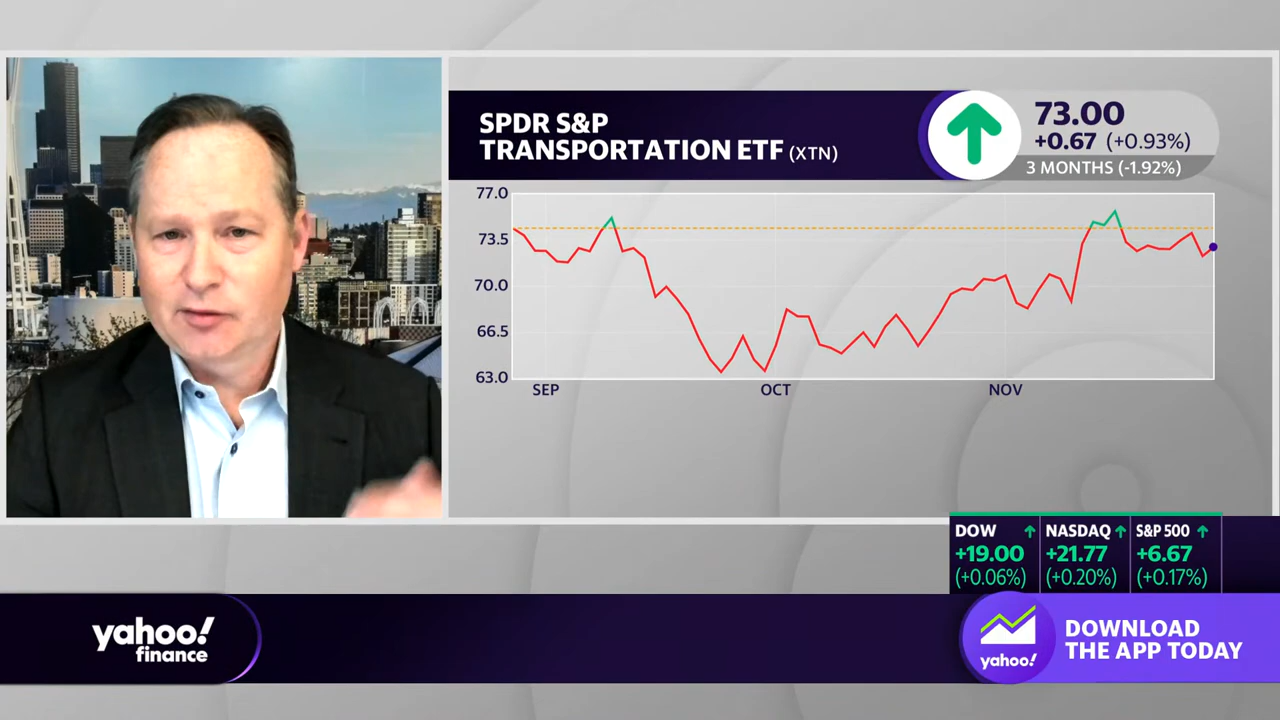 SPDR S&P
TRANSPORTATION ETF (XTN)
73.00
+0.67 (+0.93%)
3 MONTHS (-1.92%)
77.0
73.5
70.0
66.5
63.0
SEP OCT NOV
DOW NASDAQ S&P 500
+19.00 +21.77 +6.67
(+0.06%) (+0.20%) (+0.17%)
yahoo!
finance
yahoo!
DOWNLOAD
THE APP TODAY